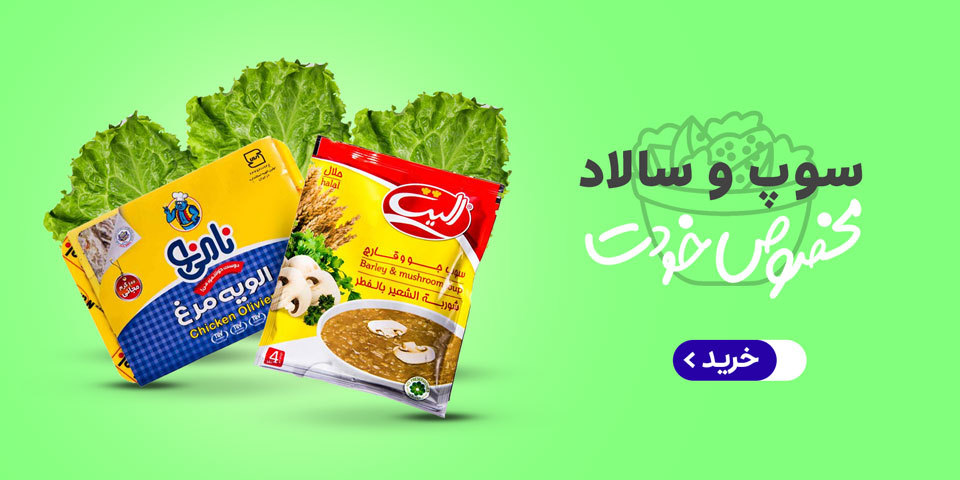 سوپ و سالاد
مخصوص خودت
خرید
حلال
halal
الیت
سوپ جو و قارچ
Barley & mushroom soup
شوربة الشعير بالفطر
4
نامی نو
الویه مرغ
Chicken Olivier